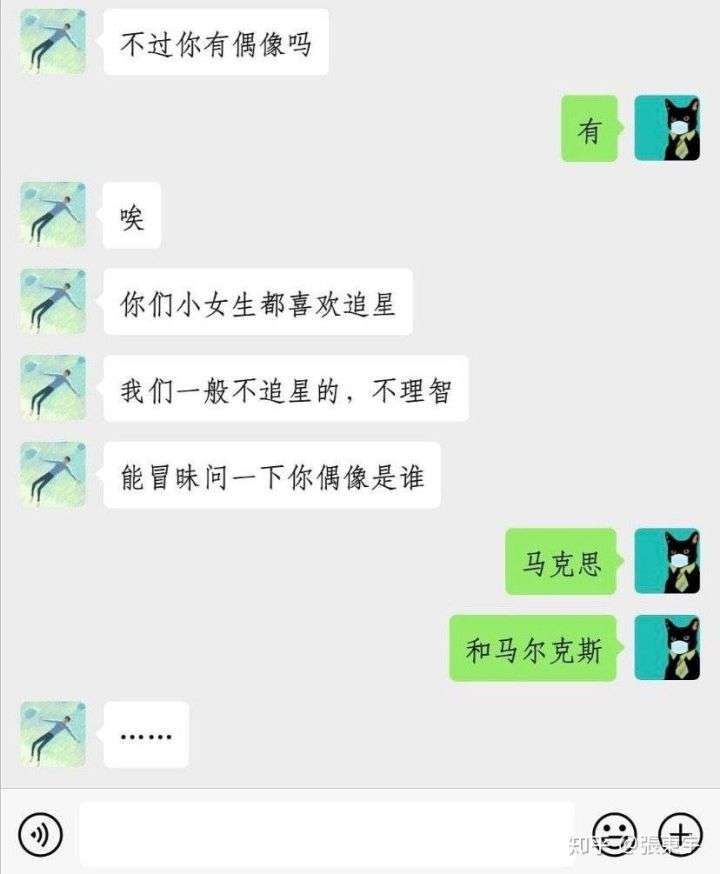 不过你有偶像吗
有
唉
你们小女生都喜欢追星
我们一般不追星的，不理智
能冒昧问一下你偶像是谁
马克思
和马尔克斯
……
知乎 @張東宇